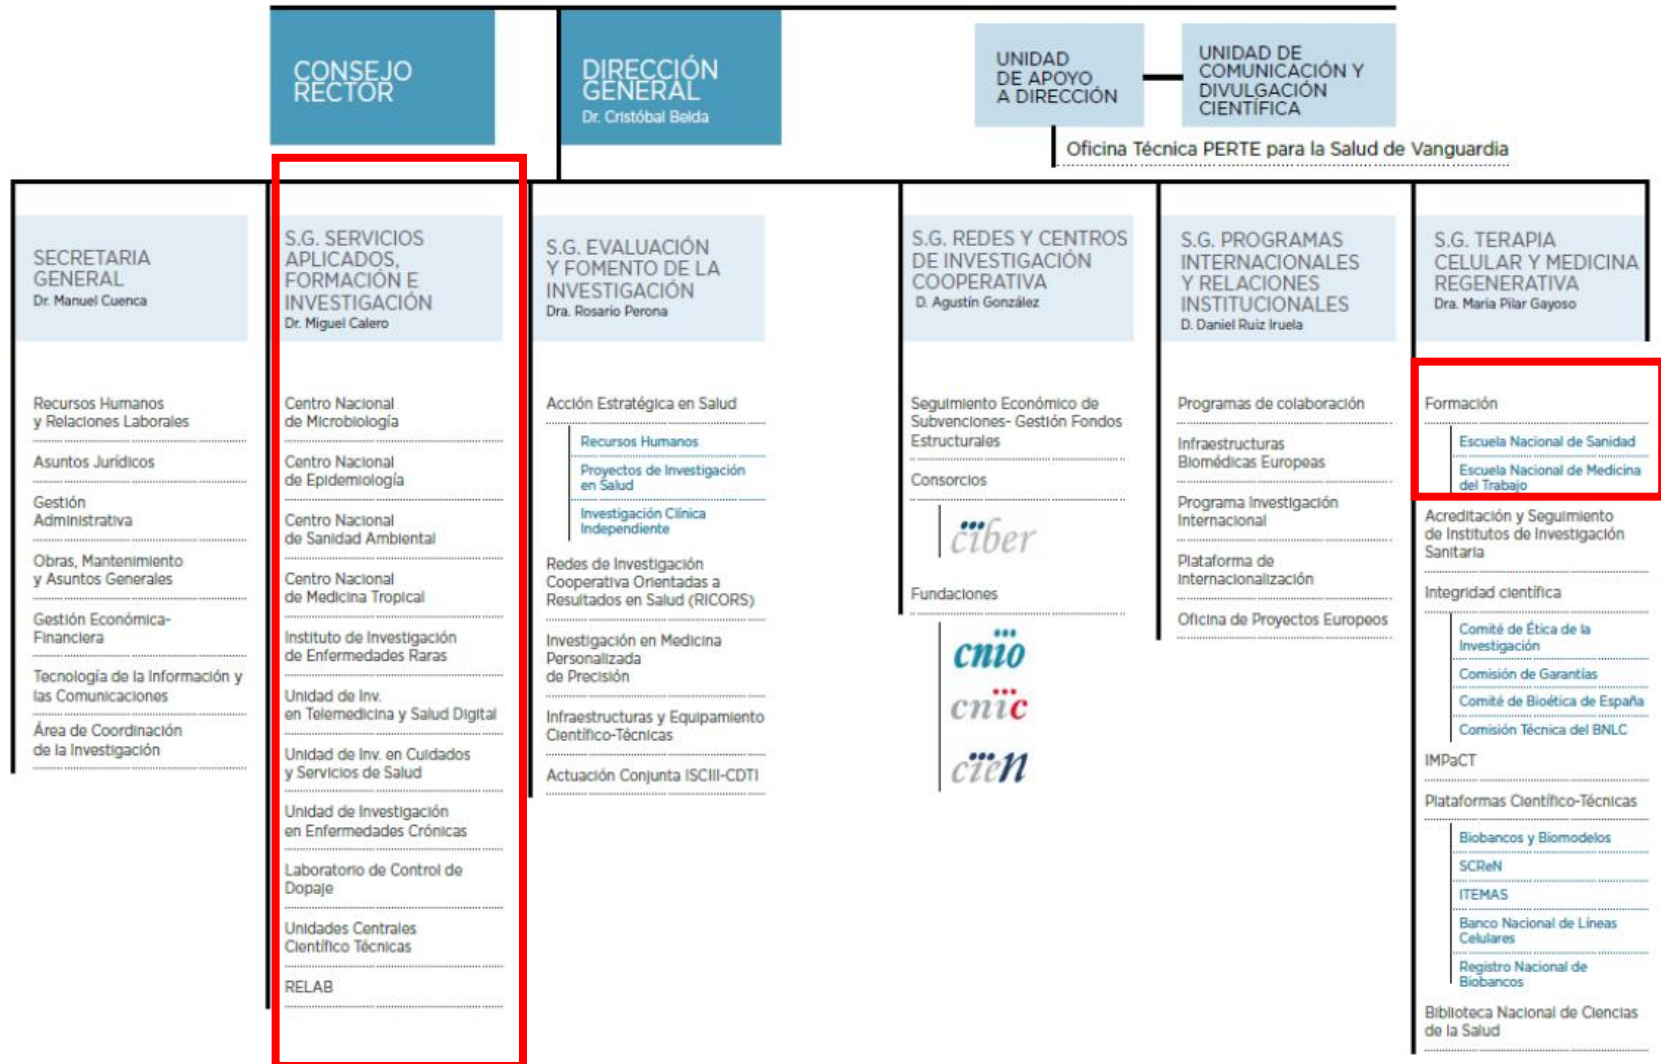 CONSEJO
RECTOR
DIRECCIÓN
GENERAL
Dr. Cristóbal Belda
UNIDAD
DE APOYO
A DIRECCIÓN
UNIDAD DE
COMUNICACIÓN Y
DIVULGACIÓN
CIENTÍFICA
Oficina Técnica PERTE para la Salud de Vanguardia
SECRETARIA
GENERAL
Dr. Manuel Cuenca
Recursos Humanos
y Relaciones Laborales
Asuntos Jurídicos
Gestión
Administrativa
Obras, Mantenimiento
y Asuntos Generales
Gestión Económica-
Financiera
Tecnología de la Información y
las Comunicaciones
Área de Coordinación
de la Investigación
S.G. SERVICIOS
APLICADOS,
FORMACIÓN E
INVESTIGACIÓN
Dr. Miguel Calero
Centro Nacional
de Microbiología
Centro Nacional
de Epidemiología
Centro Nacional
de Sanidad Ambiental
Centro Nacional
de Medicina Tropical
Instituto de Investigación
de Enfermedades Raras
Unidad de Inv.
en Telemedicina y Salud Digital
Unidad de Inv. en Cuidados
y Servicios de Salud
Unidad de Investigación
en Enfermedades Crónicas
Laboratorio de Control de
Dopaje
Unidades Centrales
Científico Técnicas
RELAB
S.G. EVALUACIÓN
Y FOMENTO DE LA
INVESTIGACIÓN
Dra. Rosario Perona
Acción Estratégica en Salud
Recursos Humanos
Proyectos de Investigación
en Salud
Investigación Clínica
Independiente
Redes de Investigación
Cooperativa Orientadas a
Resultados en Salud (RICORS)
Investigación en Medicina
Personalizada
de Precisión
Infraestructuras y Equipamiento
Científico-Técnicas
Actuación Conjunta ISCIII-CDTI
S.G. REDES Y CENTROS
DE INVESTIGACIÓN
COOPERATIVA
D. Agustín González
Seguimiento Económico de
Subvenciones- Gestión Fondos
Estructurales
Consorcios
ciber
Fundaciones
cnio
cnic
cien
S.G. PROGRAMAS
INTERNACIONALES
Y RELACIONES
INSTITUCIONALES
D. Daniel Ruiz Iruela
Programas de colaboración
Infraestructuras
Biomédicas Europeas
Programa Investigación
Internacional
Plataforma de
Internacionalización
Oficina de Proyectos Europeos
S.G. TERAPIA
CELULAR Y MEDICINA
REGENERATIVA
Dra. Maria Pilar Gayoso
Formación
Escuela Nacional de Sanidad
Escuela Nacional de Medicina
del Trabajo
Acreditación y Seguimiento
de Institutos de Investigación
Sanitaria
Integridad científica
Comité de Ética de la
Investigación
Comisión de Garantías
Comité de Bioética de España
Comisión Técnica del BNLC
IMPaCT
Plataformas Científico-Técnicas
Biobancos y Biomodelos
SCReN
ITEMAS
Banco Nacional de Líneas
Celulares
Registro Nacional de
Biobancos
Biblioteca Nacional de Ciencias
de la Salud